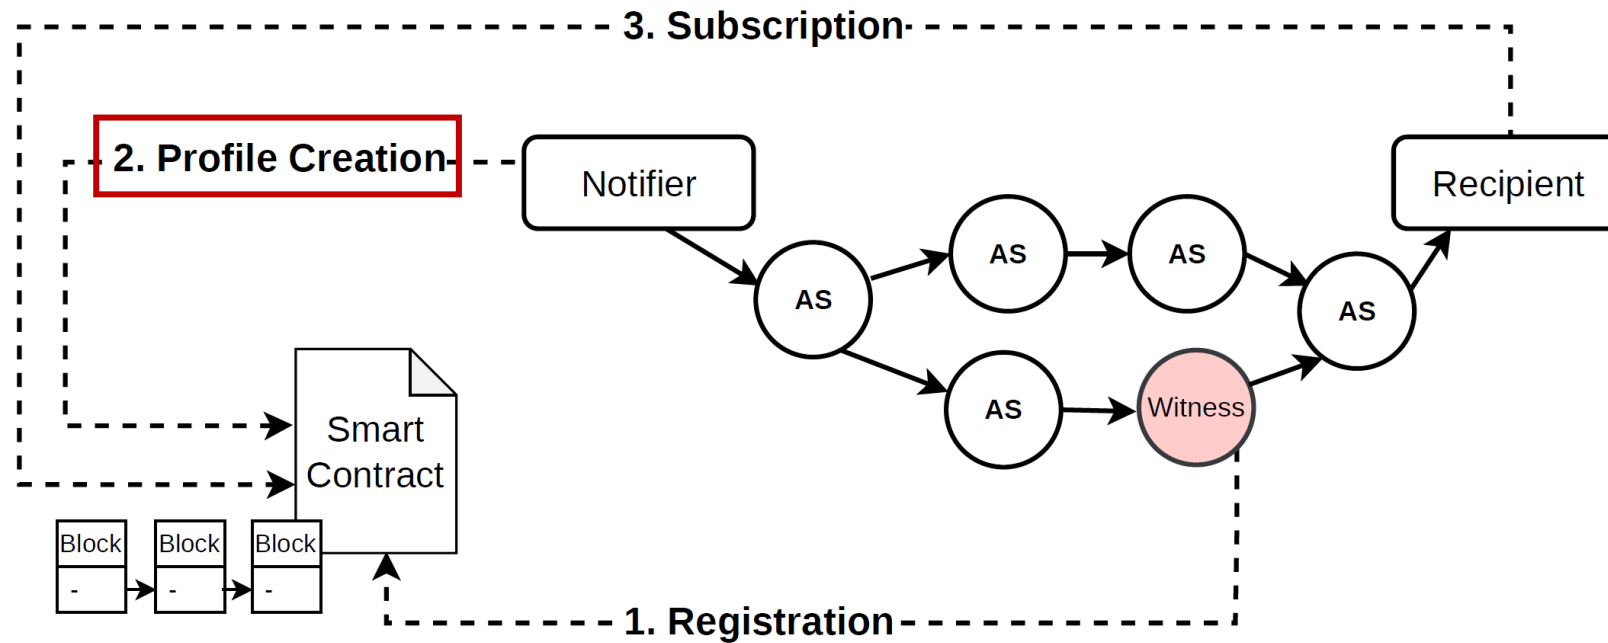 3. Subscription
2. Profile Creation
Notifier
Recipient
AS
AS
AS
AS
AS
Witness
Smart
Contract
Block
Block
Block
-
-
-
1. Registration